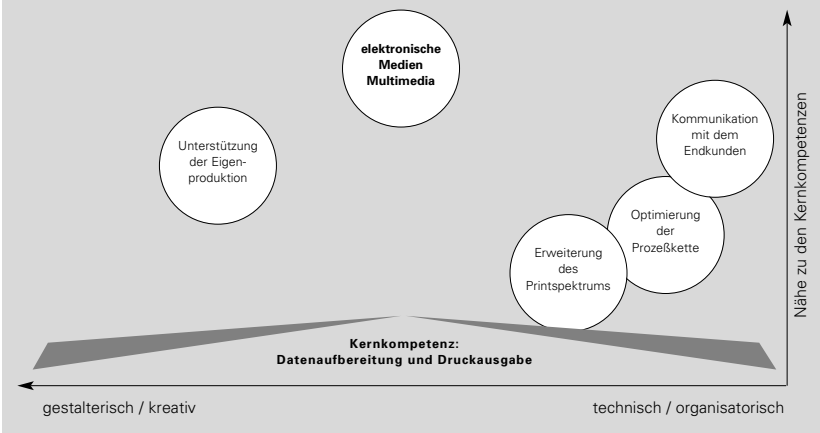 elektronische
Medien
Multimedia
Unterstützung
der Eigen-
produktion
Kommunikation
mit dem
Endkunden
Optimierung
der
Prozeßkette
Erweiterung
des
Printspektrums
Nähe zu den Kernkompetenzen
Kernkompetenz:
Datenaufbereitung und Druckausgabe
gestalterisch / kreativ
technisch / organisatorisch